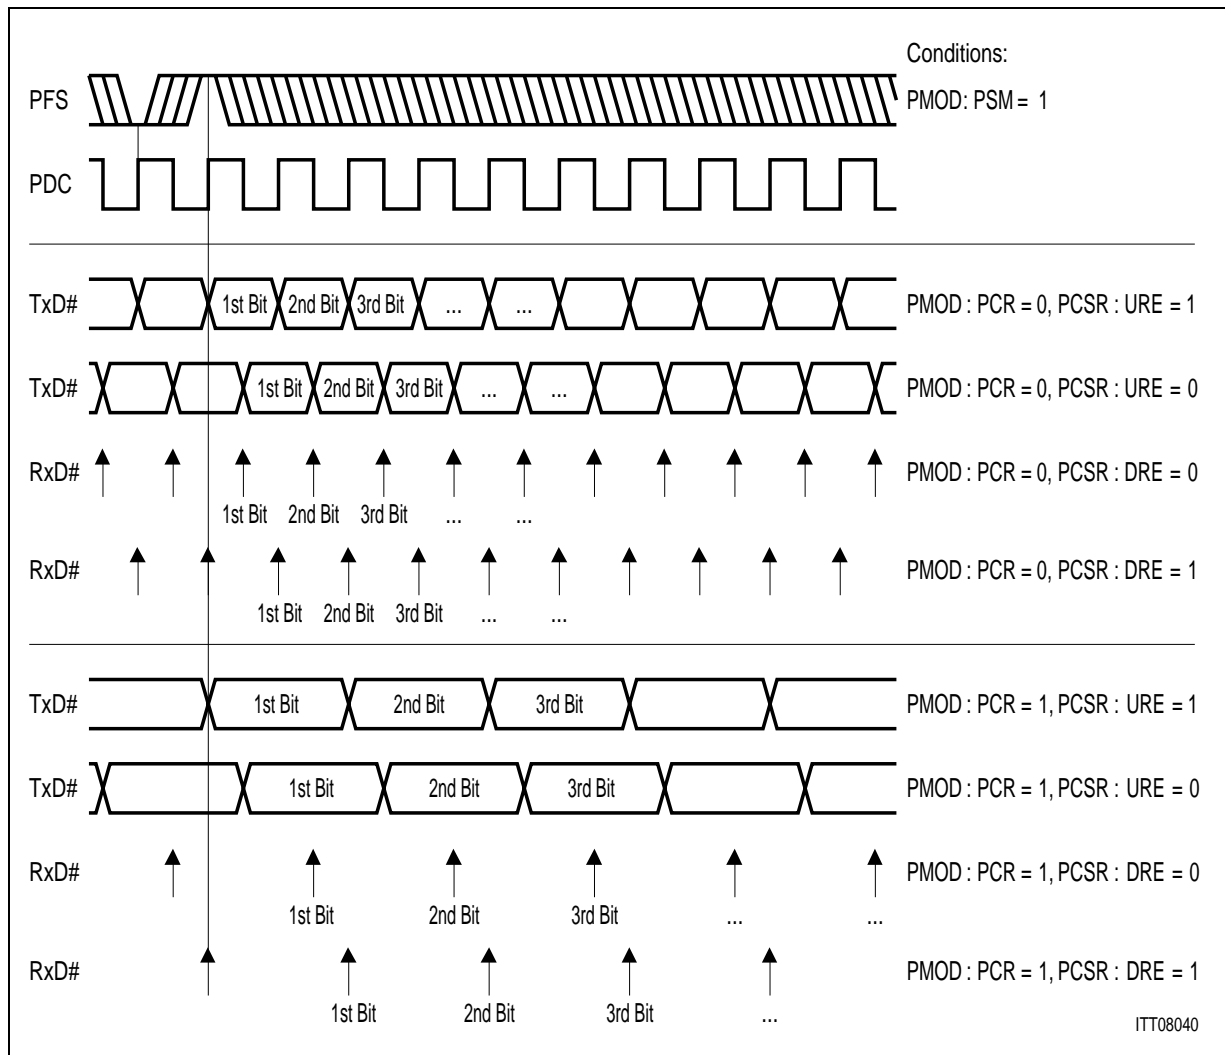 Conditions:
PFS
PMOD: PSM = 1
PDC
TxD# 1st Bit 2nd Bit 3rd Bit ... ... PMOD : PCR = 0, PCSR : URE = 1
TxD# 1st Bit 2nd Bit 3rd Bit ... ... PMOD : PCR = 0, PCSR : URE = 0
RxD# PMOD : PCR = 0, PCSR : DRE = 0
1st Bit 2nd Bit 3rd Bit ... ...
RxD# PMOD : PCR = 0, PCSR : DRE = 1
1st Bit 2nd Bit 3rd Bit ... ...
TxD# 1st Bit 2nd Bit 3rd Bit PMOD : PCR = 1, PCSR : URE = 1
TxD# 1st Bit 2nd Bit 3rd Bit PMOD : PCR = 1, PCSR : URE = 0
RxD# PMOD : PCR = 1, PCSR : DRE = 0
1st Bit 2nd Bit 3rd Bit ... ...
RxD# PMOD : PCR = 1, PCSR : DRE = 1
1st Bit 2nd Bit 3rd Bit ...
ITT08040